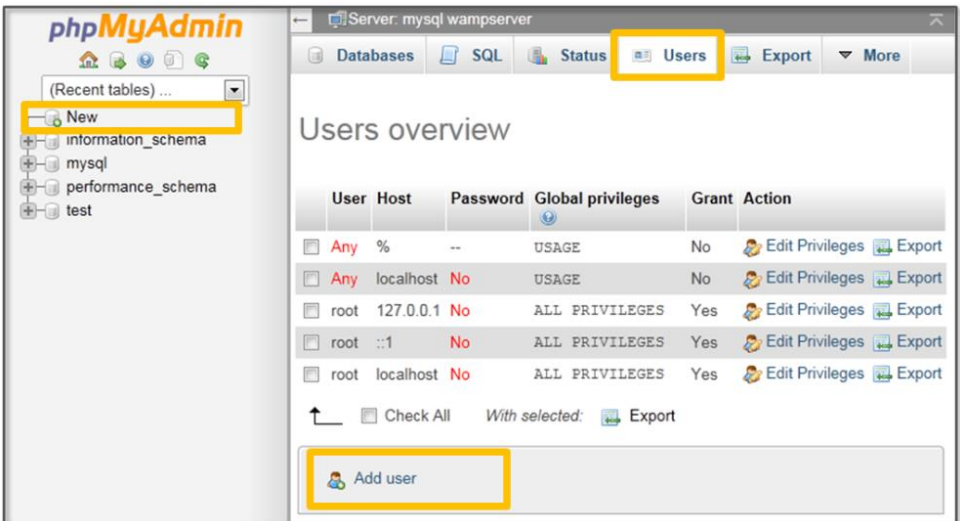 phpMyAdmin
(Recent tables) ...
New
information_schema
mysql
performance_schema
test
Server: mysql wampserver
Databases SQL Status Users Export More
Users overview
User Host Password Global privileges Grant Action
Any % -- USAGE No Edit Privileges Export
Any localhost No USAGE No Edit Privileges Export
root 127.0.0.1 No ALL PRIVILEGES Yes Edit Privileges Export
root ::1 No ALL PRIVILEGES Yes Edit Privileges Export
root localhost No ALL PRIVILEGES Yes Edit Privileges Export
Check All With selected: Export
Add user